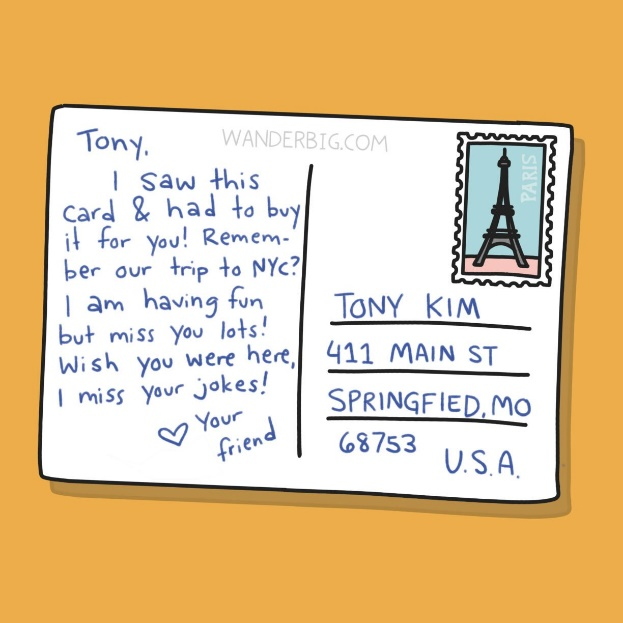 WANDERBIG.COM
Tony,
I saw this
card & had to buy
it for you! Remem-
ber our trip to NYC?
I am having fun
but miss you lots!
Wish you were here,
I miss your jokes!
♡ Your
friend
PARIS
TONY KIM
411 MAIN ST
SPRINGFIED, MO
68753
U.S.A.